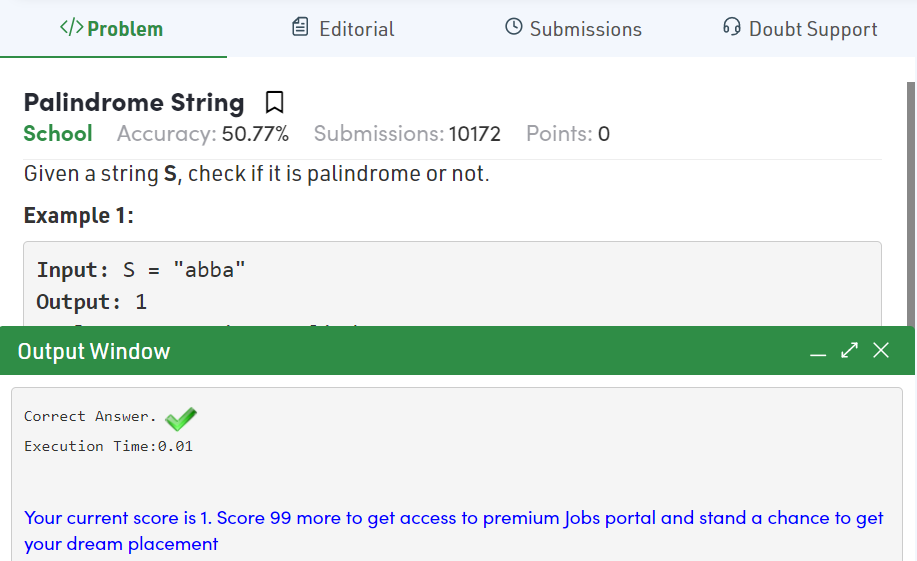 </> Problem
Editorial
Submissions
Doubt Support
Palindrome String
School Accuracy: 50.77% Submissions: 10172 Points: 0
Given a string S, check if it is palindrome or not.
Example 1:
Input: S = "abba"
Output: 1
Output Window
Correct Answer.
Execution Time:0.01
Your current score is 1. Score 99 more to get access to premium Jobs portal and stand a chance to get
your dream placement